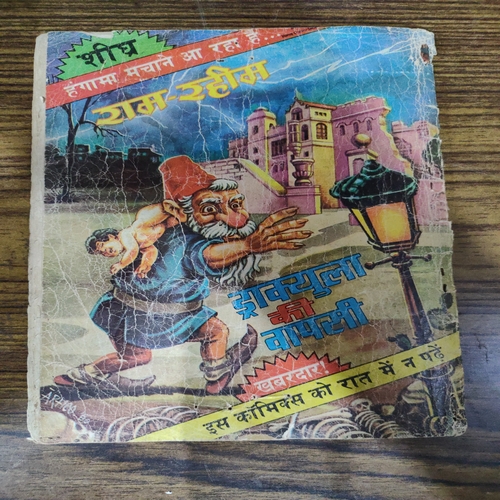 शीघ्र
हंगामा मचाने आ रहा है...
राम-रहीम
ड्राक्युला
की
वापसी
खबरदार!
इस कॉमिक्स को रात में न पढ़ें